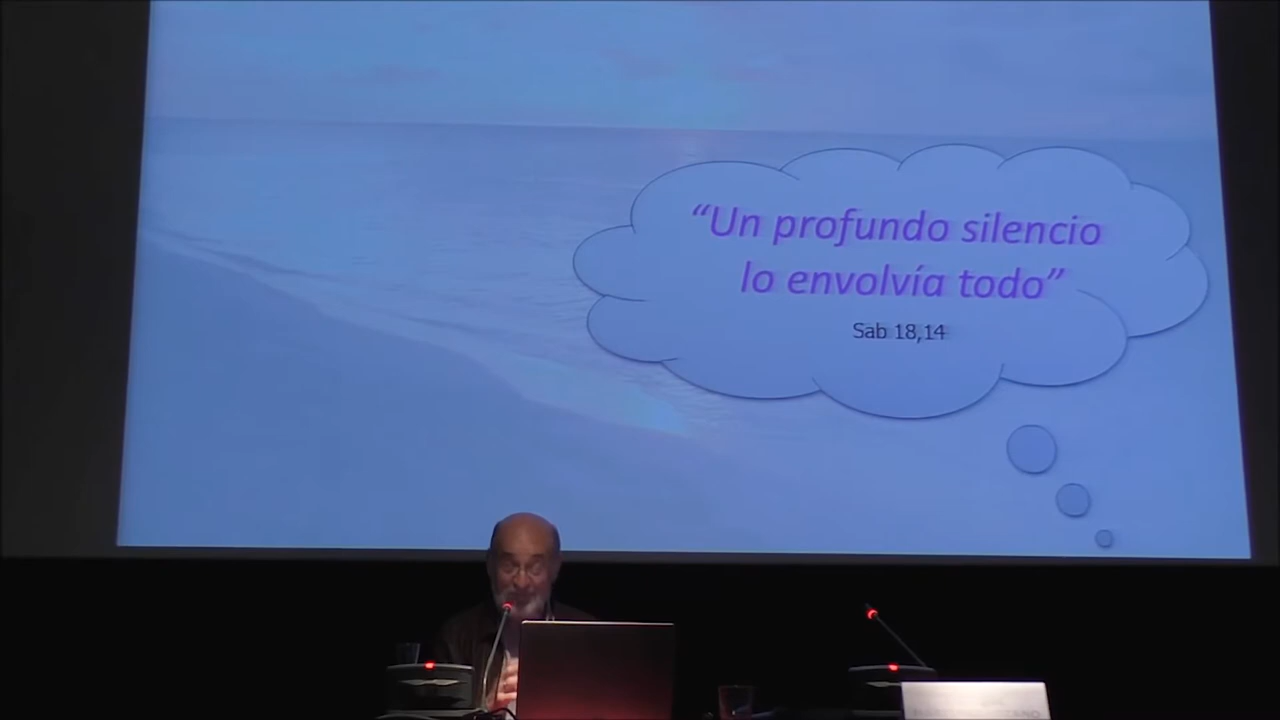 “Un profundo silencio
lo envolvía todo”
Sab 18,14